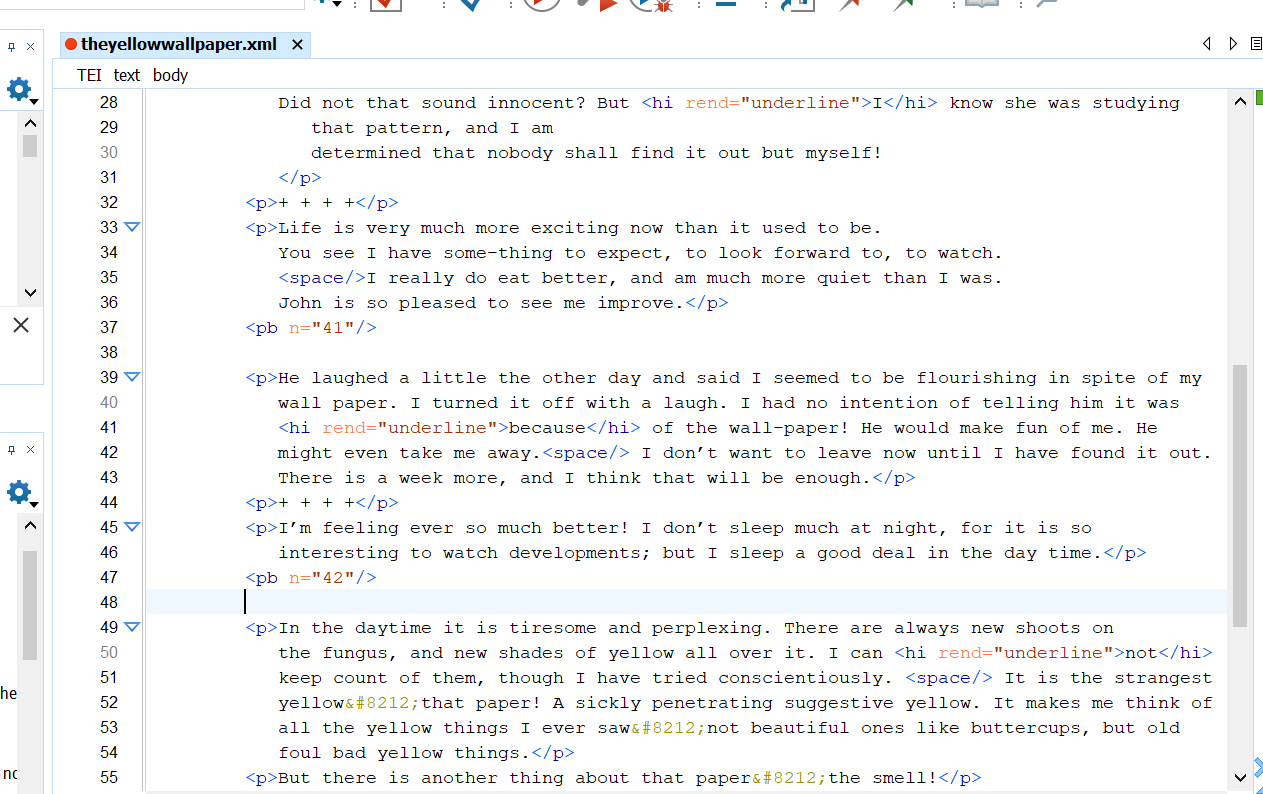 theyellowwallpaper.xml
TEI text body
28 Did not that sound innocent? But <hi rend="underline">I</hi> know she was studying
29 that pattern, and I am
30 determined that nobody shall find it out but myself!
31 </p>
32 <p>+ + + +</p>
33 <p>Life is very much more exciting now than it used to be.
34 You see I have some-thing to expect, to look forward to, to watch.
35 <space/>I really do eat better, and am much more quiet than I was.
36 John is so pleased to see me improve.</p>
37 <pb n="41"/>
38
39 <p>He laughed a little the other day and said I seemed to be flourishing in spite of my
40 wall paper. I turned it off with a laugh. I had no intention of telling him it was
41 <hi rend="underline">because</hi> of the wall-paper! He would make fun of me. He
42 might even take me away.<space/> I don’t want to leave now until I have found it out.
43 There is a week more, and I think that will be enough.</p>
44 <p>+ + + +</p>
45 <p>I’m feeling ever so much better! I don’t sleep much at night, for it is so
46 interesting to watch developments; but I sleep a good deal in the day time.</p>
47 <pb n="42"/>
48
49 <p>In the daytime it is tiresome and perplexing. There are always new shoots on
50 the fungus, and new shades of yellow all over it. I can <hi rend="underline">not</hi>
51 keep count of them, though I have tried conscientiously. <space/> It is the strangest
52 yellow&#8212;that paper! A sickly penetrating suggestive yellow. It makes me think of
53 all the yellow things I ever saw&#8212;not beautiful ones like buttercups, but old
54 foul bad yellow things.</p>
55 <p>But there is another thing about that paper&#8212;the smell!</p>